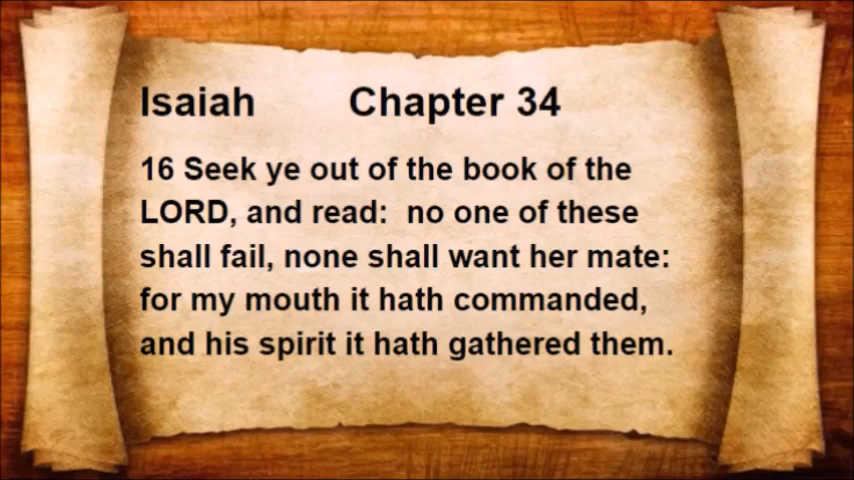 Isaiah Chapter 34
16 Seek ye out of the book of the
LORD, and read: no one of these
shall fail, none shall want her mate:
for my mouth it hath commanded,
and his spirit it hath gathered them.